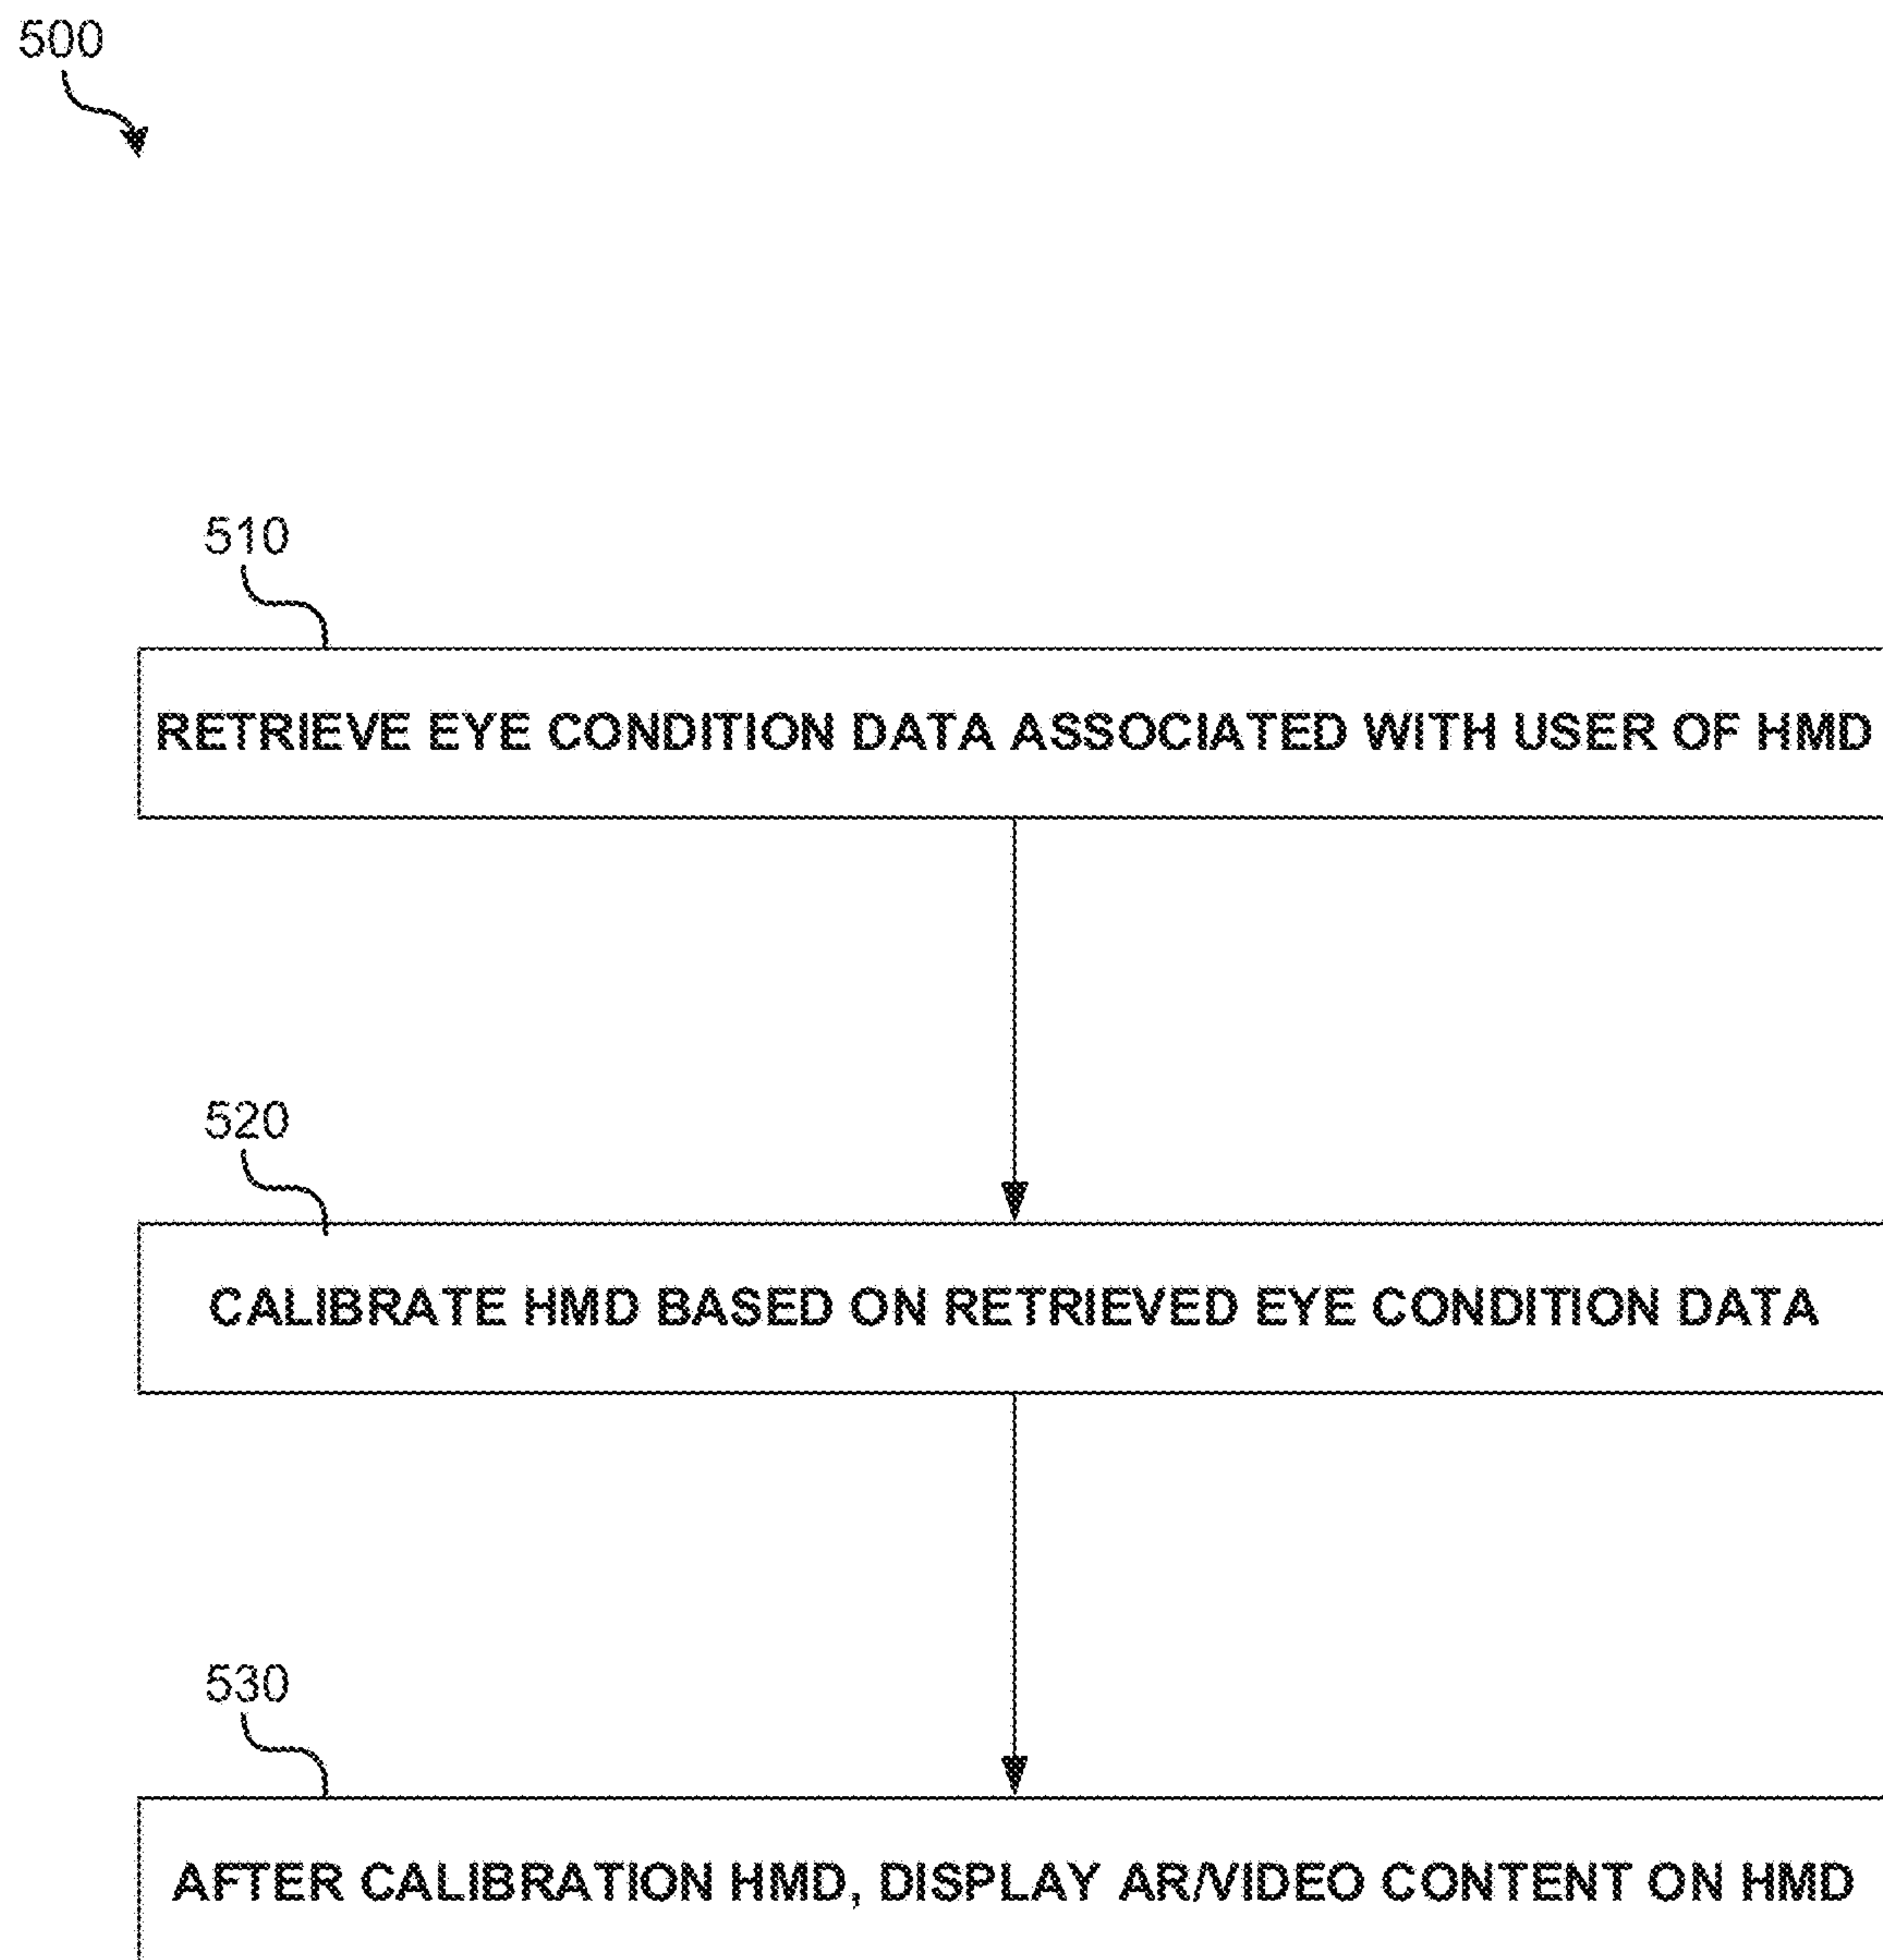 500
510
RETRIEVE EYE CONDITION DATA ASSOCIATED WITH USER OF HMD
520
CALIBRATE HMD BASED ON RETRIEVED EYE CONDITION DATA
530
AFTER CALIBRATION HMD, DISPLAY AR/VIDEO CONTENT ON HMD